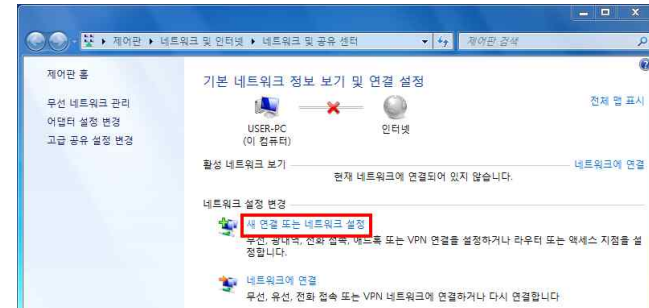 제어판 ▸ 네트워크 및 인터넷 ▸ 네트워크 및 공유 센터
제어판 검색
제어판 홈
무선 네트워크 관리
어댑터 설정 변경
고급 공유 설정 변경
기본 네트워크 정보 보기 및 연결 설정
전체 맵 표시
USER-PC
(이 컴퓨터)
인터넷
활성 네트워크 보기
네트워크에 연결
현재 네트워크에 연결되어 있지 않습니다.
네트워크 설정 변경
새 연결 또는 네트워크 설정
무선, 광대역, 전화 접속, 애드혹 또는 VPN 연결을 설정하거나 라우터 또는 액세스 지점을 설
정합니다.
네트워크에 연결
무선, 유선, 전화 접속 또는 VPN 네트워크에 연결하거나 다시 연결합니다